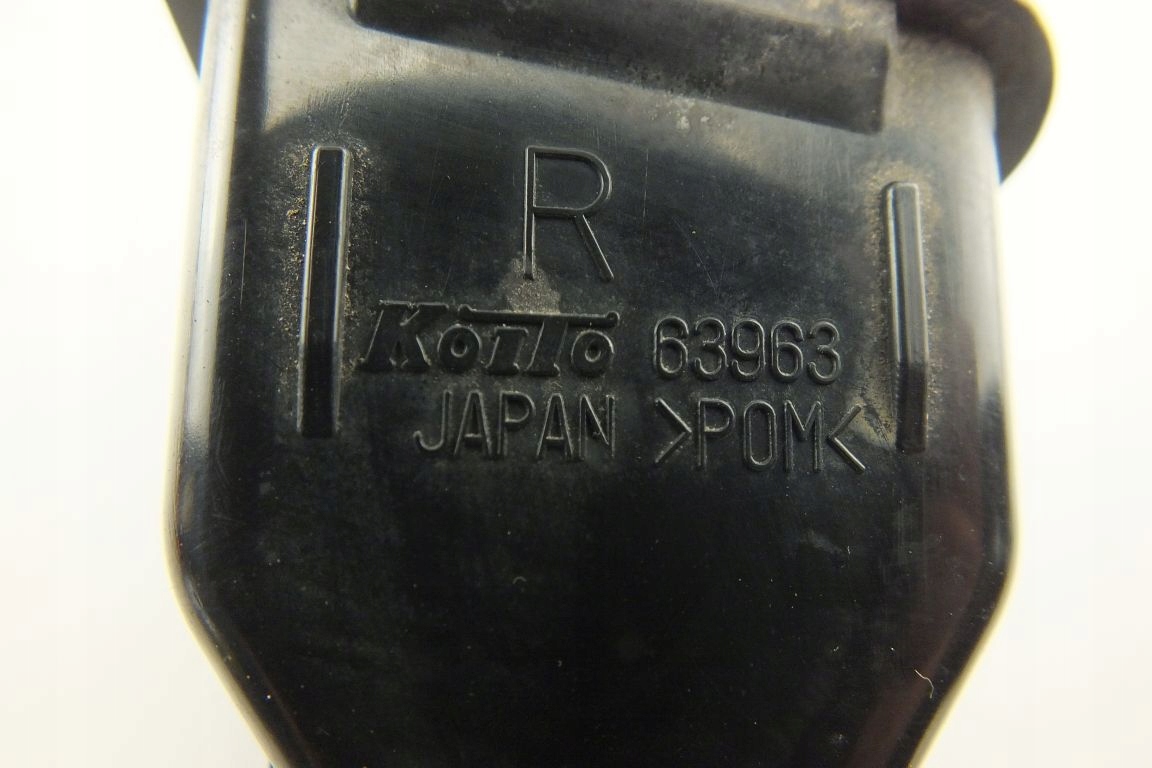 R
KOITO 63963
JAPAN >POM<